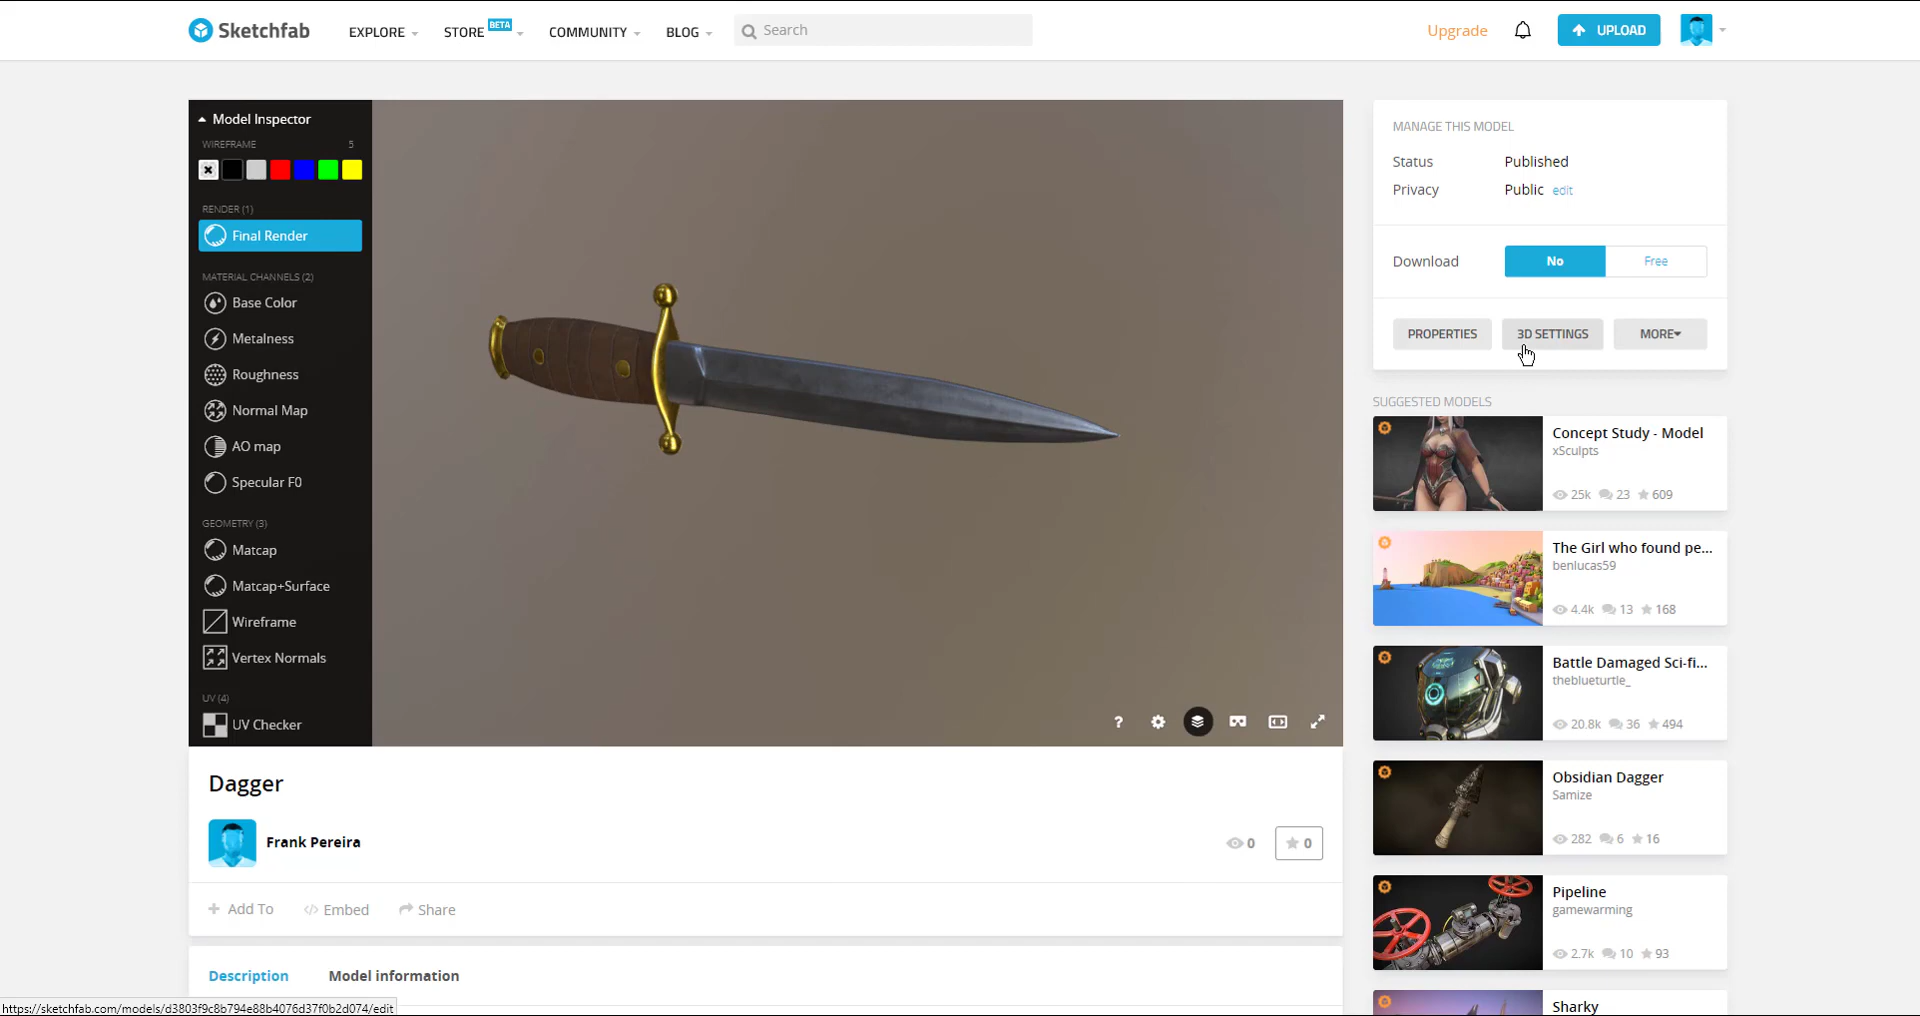 Sketchfab
EXPLORE
STORE BETA
COMMUNITY
BLOG
Search
Upgrade
UPLOAD
Model Inspector
WIREFRAME 5
RENDER (1)
Final Render
MATERIAL CHANNELS (2)
Base Color
Metalness
Roughness
Normal Map
AO map
Specular F0
GEOMETRY (3)
Matcap
Matcap+Surface
Wireframe
Vertex Normals
UV (4)
UV Checker
?
Dagger
Frank Pereira
0 0
+ Add To </> Embed Share
Description Model information
https://sketchfab.com/models/d3803f9c8b794e88b4076d37f0b2d074/edit
MANAGE THIS MODEL
Status Published
Privacy Public edit
Download No Free
PROPERTIES 3D SETTINGS MORE
SUGGESTED MODELS
Concept Study - Model
xSculpts
25k 23 609
The Girl who found pe...
benlucas59
4.4k 13 168
Battle Damaged Sci-fi...
theblueturtle_
20.8k 36 494
Obsidian Dagger
Samize
282 6 16
Pipeline
gamewarming
2.7k 10 93
Sharky